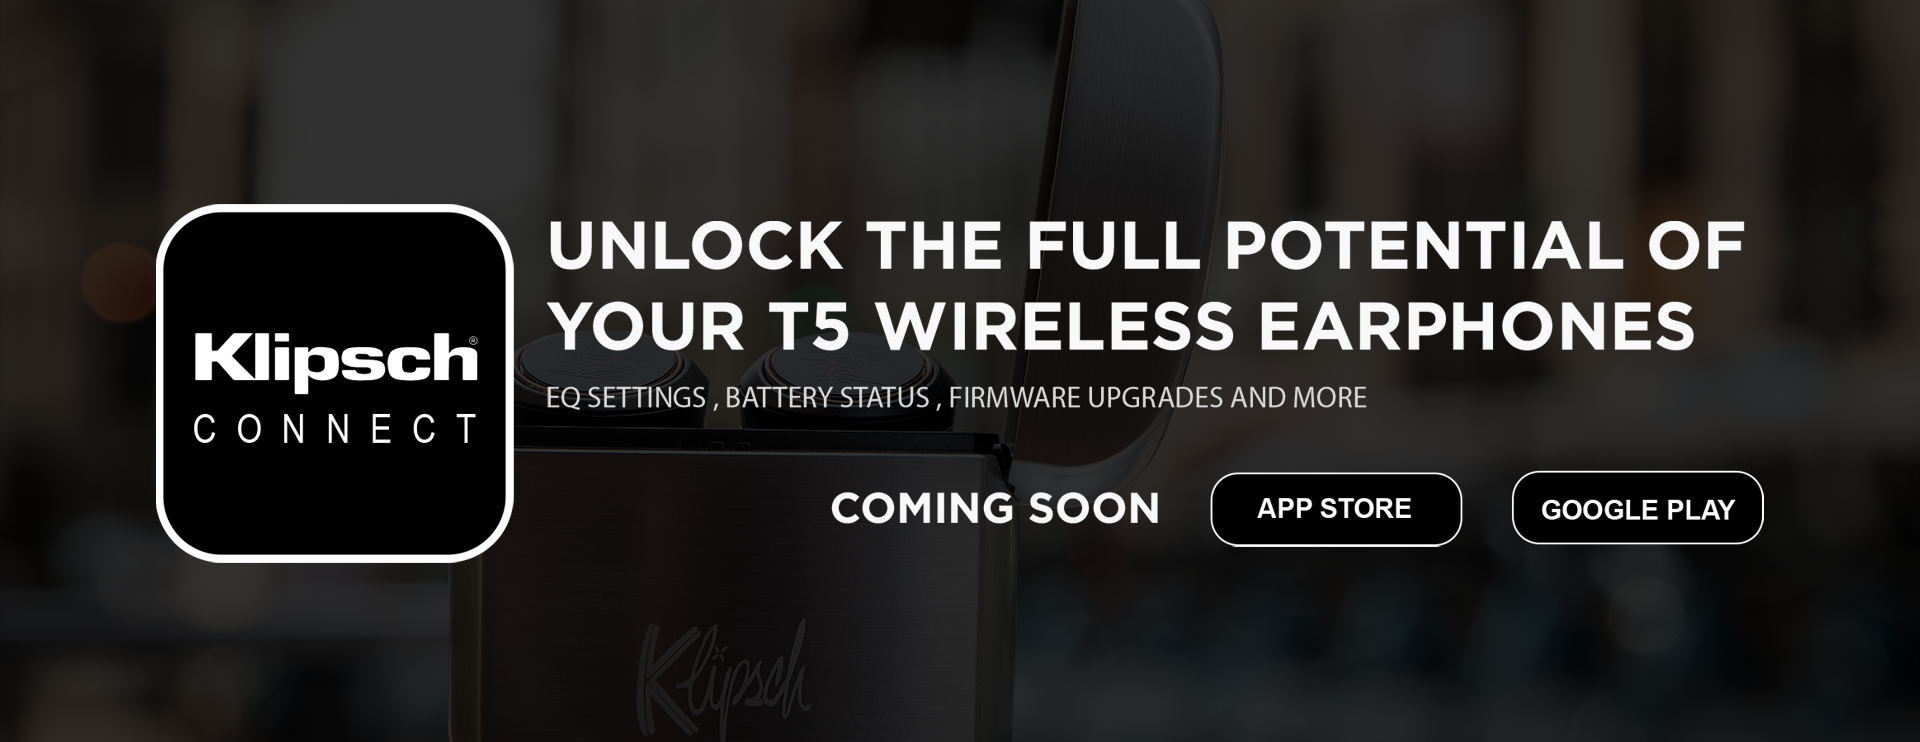 Klipsch®
CONNECT
UNLOCK THE FULL POTENTIAL OF
YOUR T5 WIRELESS EARPHONES
EQ SETTINGS , BATTERY STATUS , FIRMWARE UPGRADES AND MORE
COMING SOON
APP STORE
GOOGLE PLAY
Klipsch